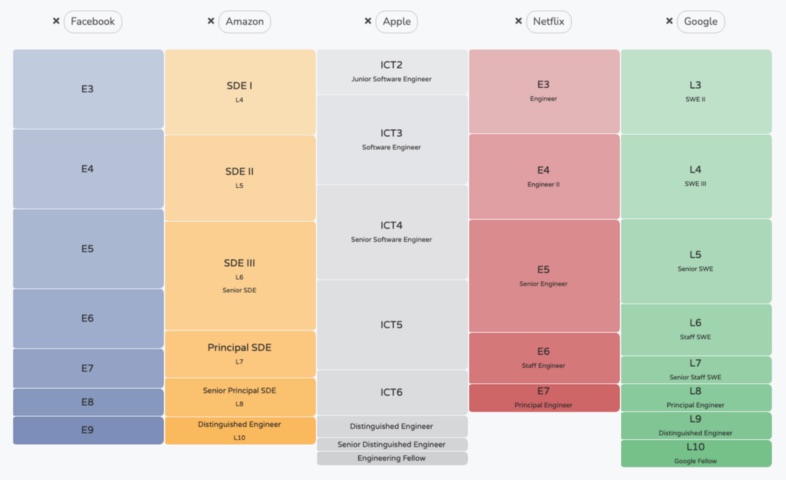 × Facebook
× Amazon
× Apple
× Netflix
× Google
E3
E4
E5
E6
E7
E8
E9
SDE I
L4
SDE II
L5
SDE III
L6
Senior SDE
Principal SDE
L7
Senior Principal SDE
L8
Distinguished Engineer
L10
ICT2
Junior Software Engineer
ICT3
Software Engineer
ICT4
Senior Software Engineer
ICT5
ICT6
Distinguished Engineer
Senior Distinguished Engineer
Engineering Fellow
E3
Engineer
E4
Engineer II
E5
Senior Engineer
E6
Staff Engineer
E7
Principal Engineer
L3
SWE II
L4
SWE III
L5
Senior SWE
L6
Staff SWE
L7
Senior Staff SWE
L8
Principal Engineer
L9
Distinguished Engineer
L10
Google Fellow